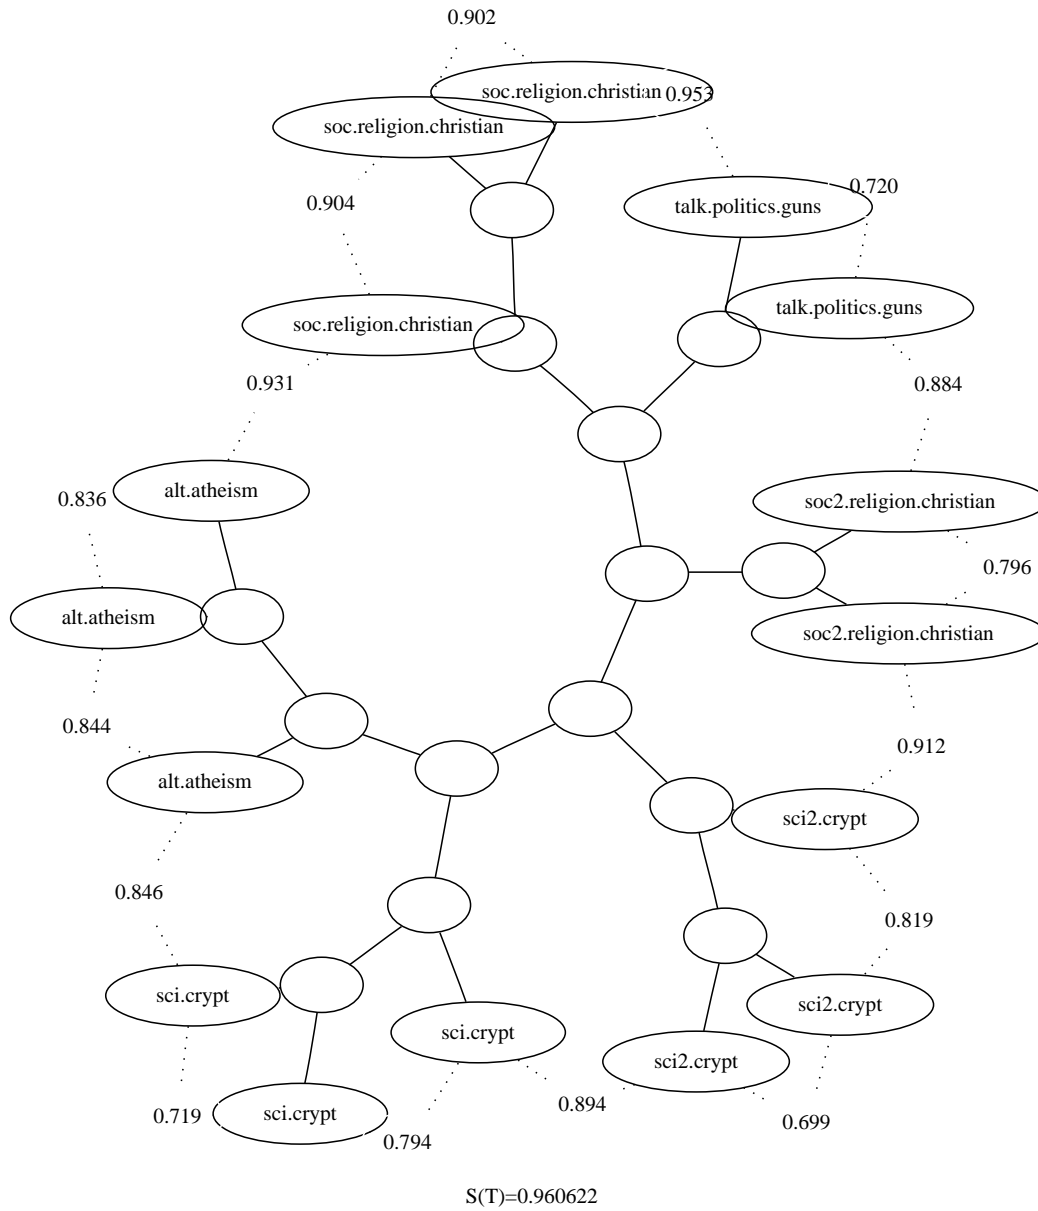 0.902
soc.religion.christian
0.953
soc.religion.christian
0.720
0.904
talk.politics.guns
soc.religion.christian
talk.politics.guns
0.931
0.884
0.836
alt.atheism
soc2.religion.christian
0.796
alt.atheism
soc2.religion.christian
0.844
0.912
alt.atheism
sci2.crypt
0.846
0.819
sci.crypt
sci2.crypt
sci.crypt
sci2.crypt
0.894
0.719
sci.crypt
0.699
0.794
S(T)=0.960622